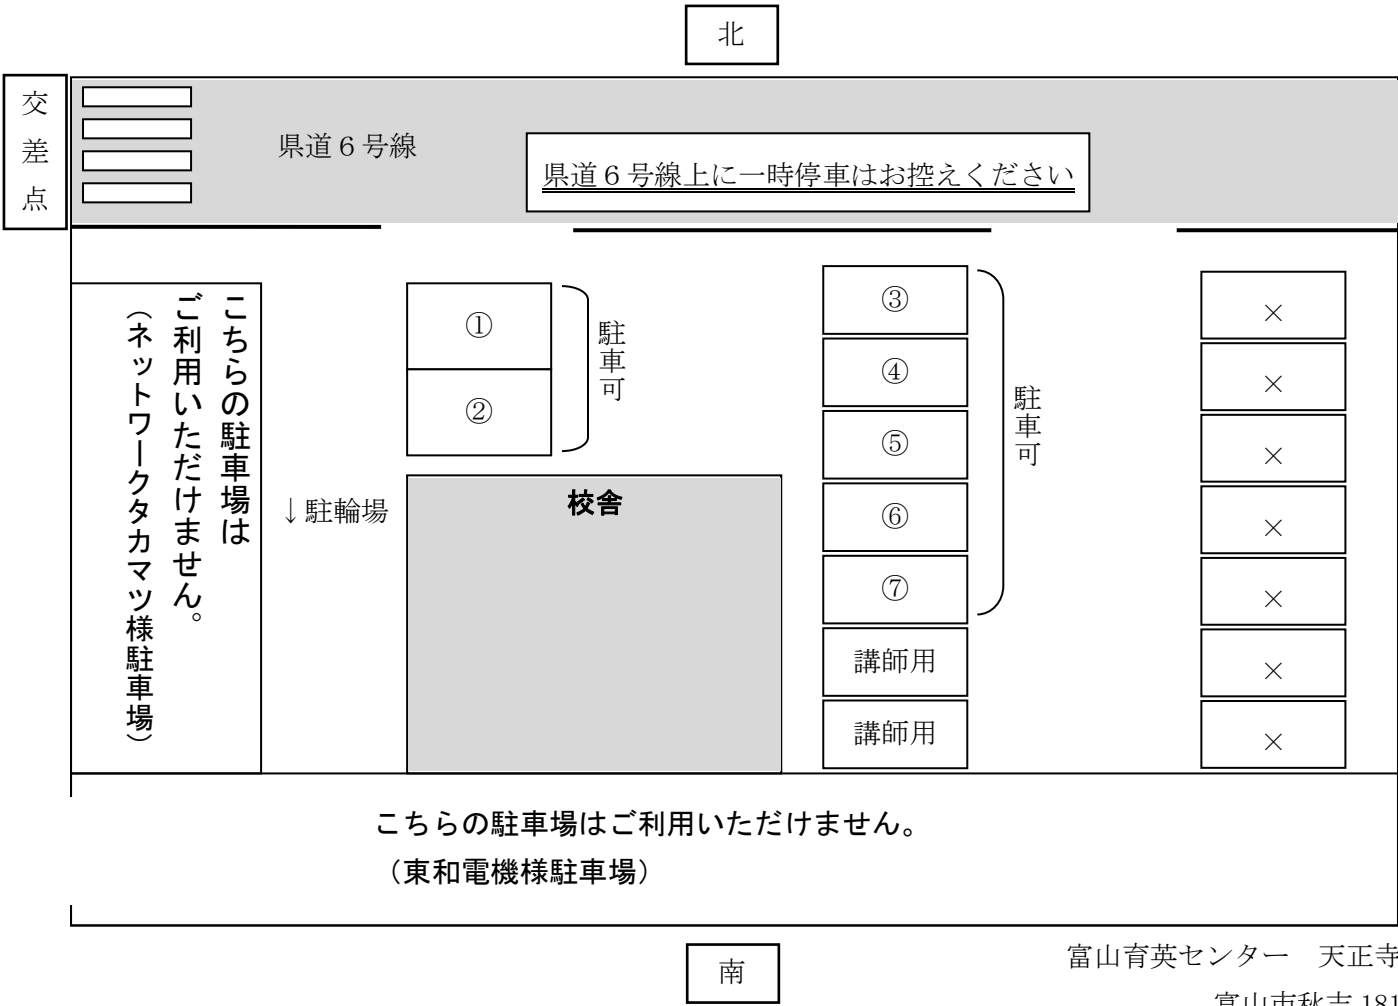 北
交差点
県道６号線
県道６号線上に一時停車はお控えください
こちらの駐車場は
ご利用いただけません。
（ネットワークタカマツ様駐車場）
↓駐輪場
①
②
駐車可
校舎
③
④
⑤
⑥
⑦
講師用
講師用
駐車可
×
×
×
×
×
×
×
こちらの駐車場はご利用いただけません。
（東和電機様駐車場）
南
富山育英センター　天正寺